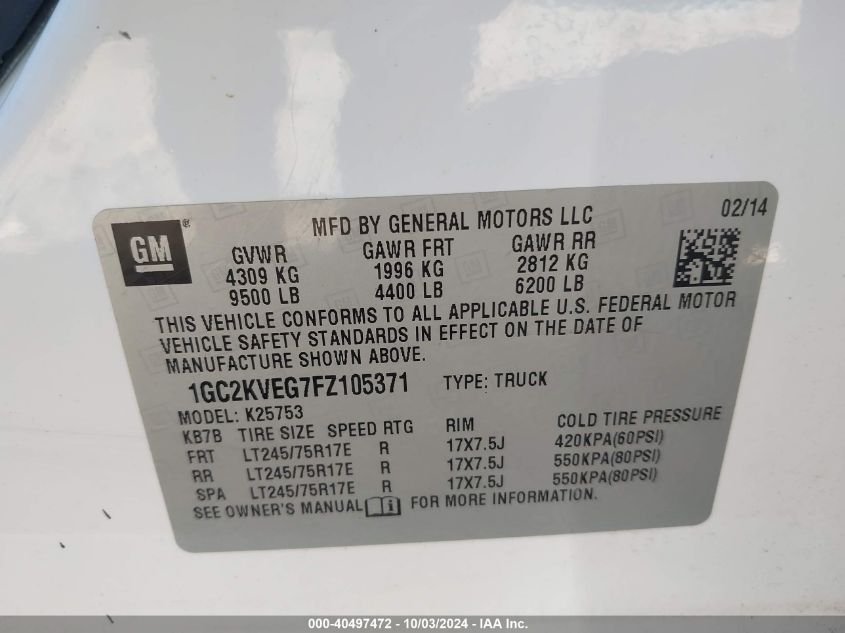 MFD BY GENERAL MOTORS LLC 02/14
GM®
GVWR GAWR FRT GAWR RR
4309 KG 1996 KG 2812 KG
9500 LB 4400 LB 6200 LB
THIS VEHICLE CONFORMS TO ALL APPLICABLE U.S. FEDERAL MOTOR
VEHICLE SAFETY STANDARDS IN EFFECT ON THE DATE OF
MANUFACTURE SHOWN ABOVE.
1GC2KVEG7FZ105371 TYPE: TRUCK
MODEL: K25753
KB7B TIRE SIZE SPEED RTG RIM COLD TIRE PRESSURE
FRT LT245/75R17E R 17X7.5J 420KPA(60PSI)
RR LT245/75R17E R 17X7.5J 550KPA(80PSI)
SPA LT245/75R17E R 17X7.5J 550KPA(80PSI)
SEE OWNER'S MANUAL FOR MORE INFORMATION.
000-40497472 - 10/03/2024 - IAA Inc.